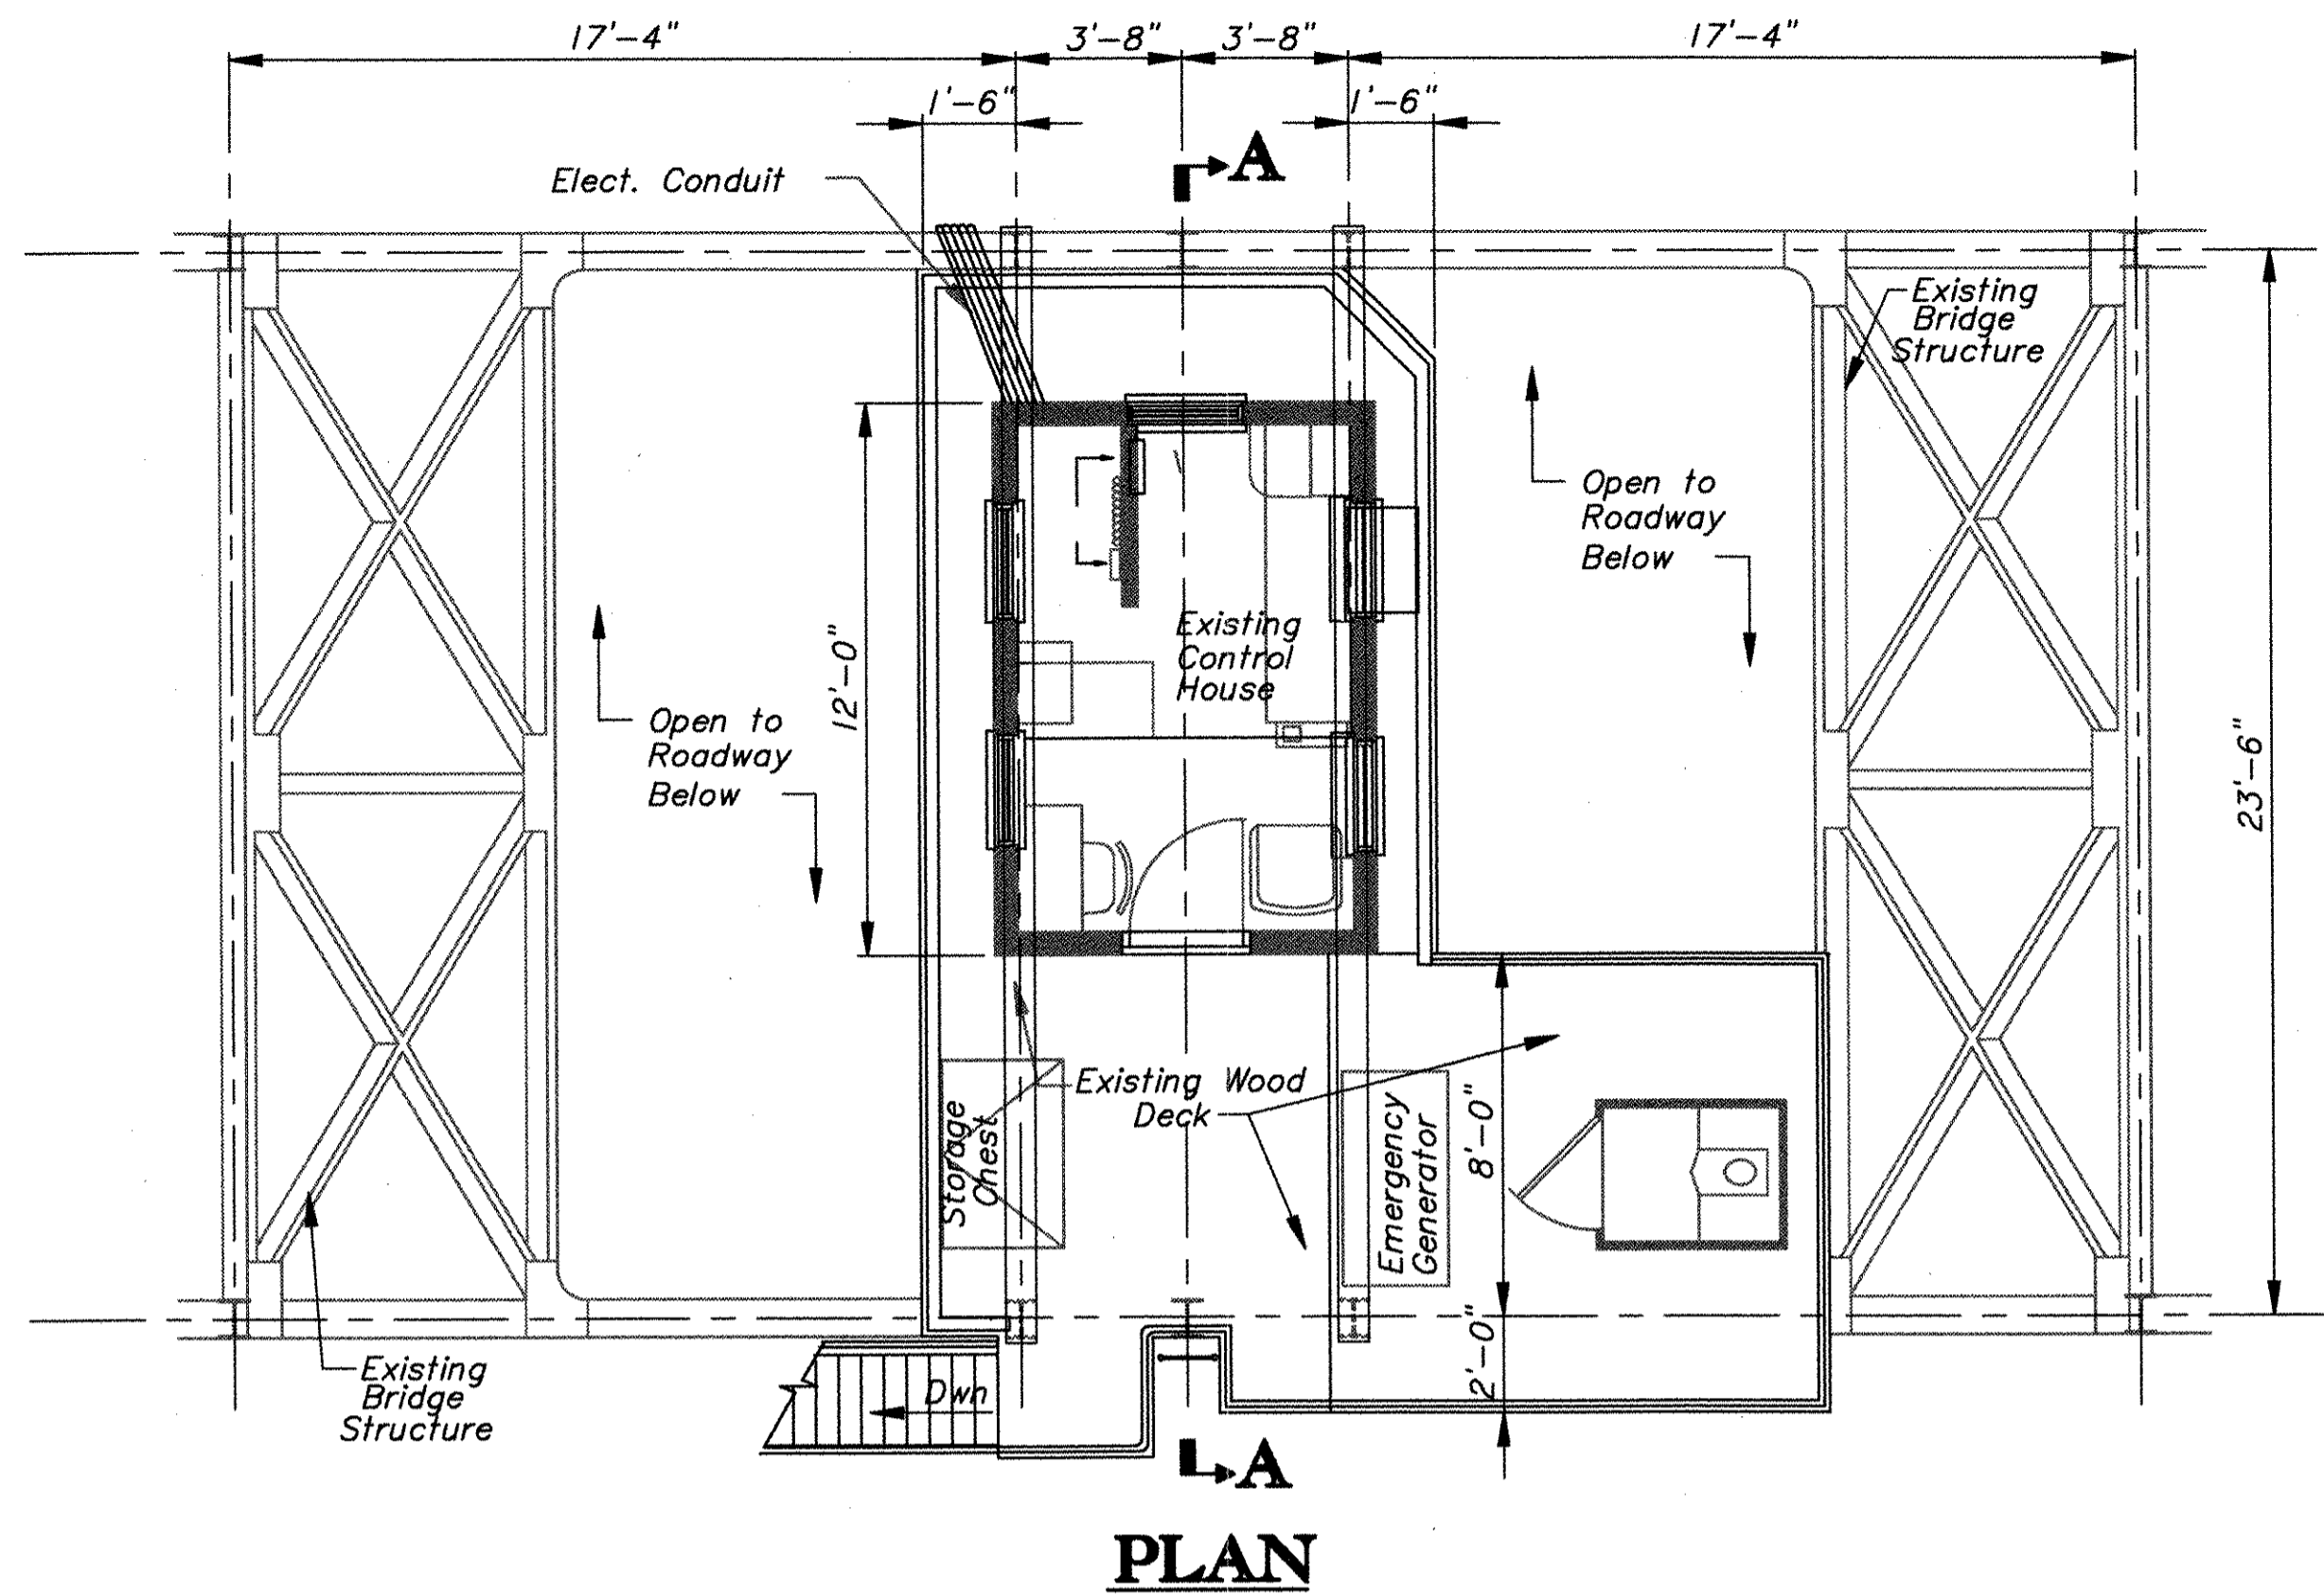 17'-4"
3'-8"
3'-8"
17'-4"
1'-6"
1'-6"
A
Elect. Conduit
Existing
Bridge
Structure
Open to
Roadway
Below
Existing
Control
House
12'-0"
Open to
Roadway
Below
23'-6"
Existing Wood
Deck
Storage
Chest
Emergency
Generator
8'-0"
2'-0"
Existing
Bridge
Structure
Dwn
A
PLAN